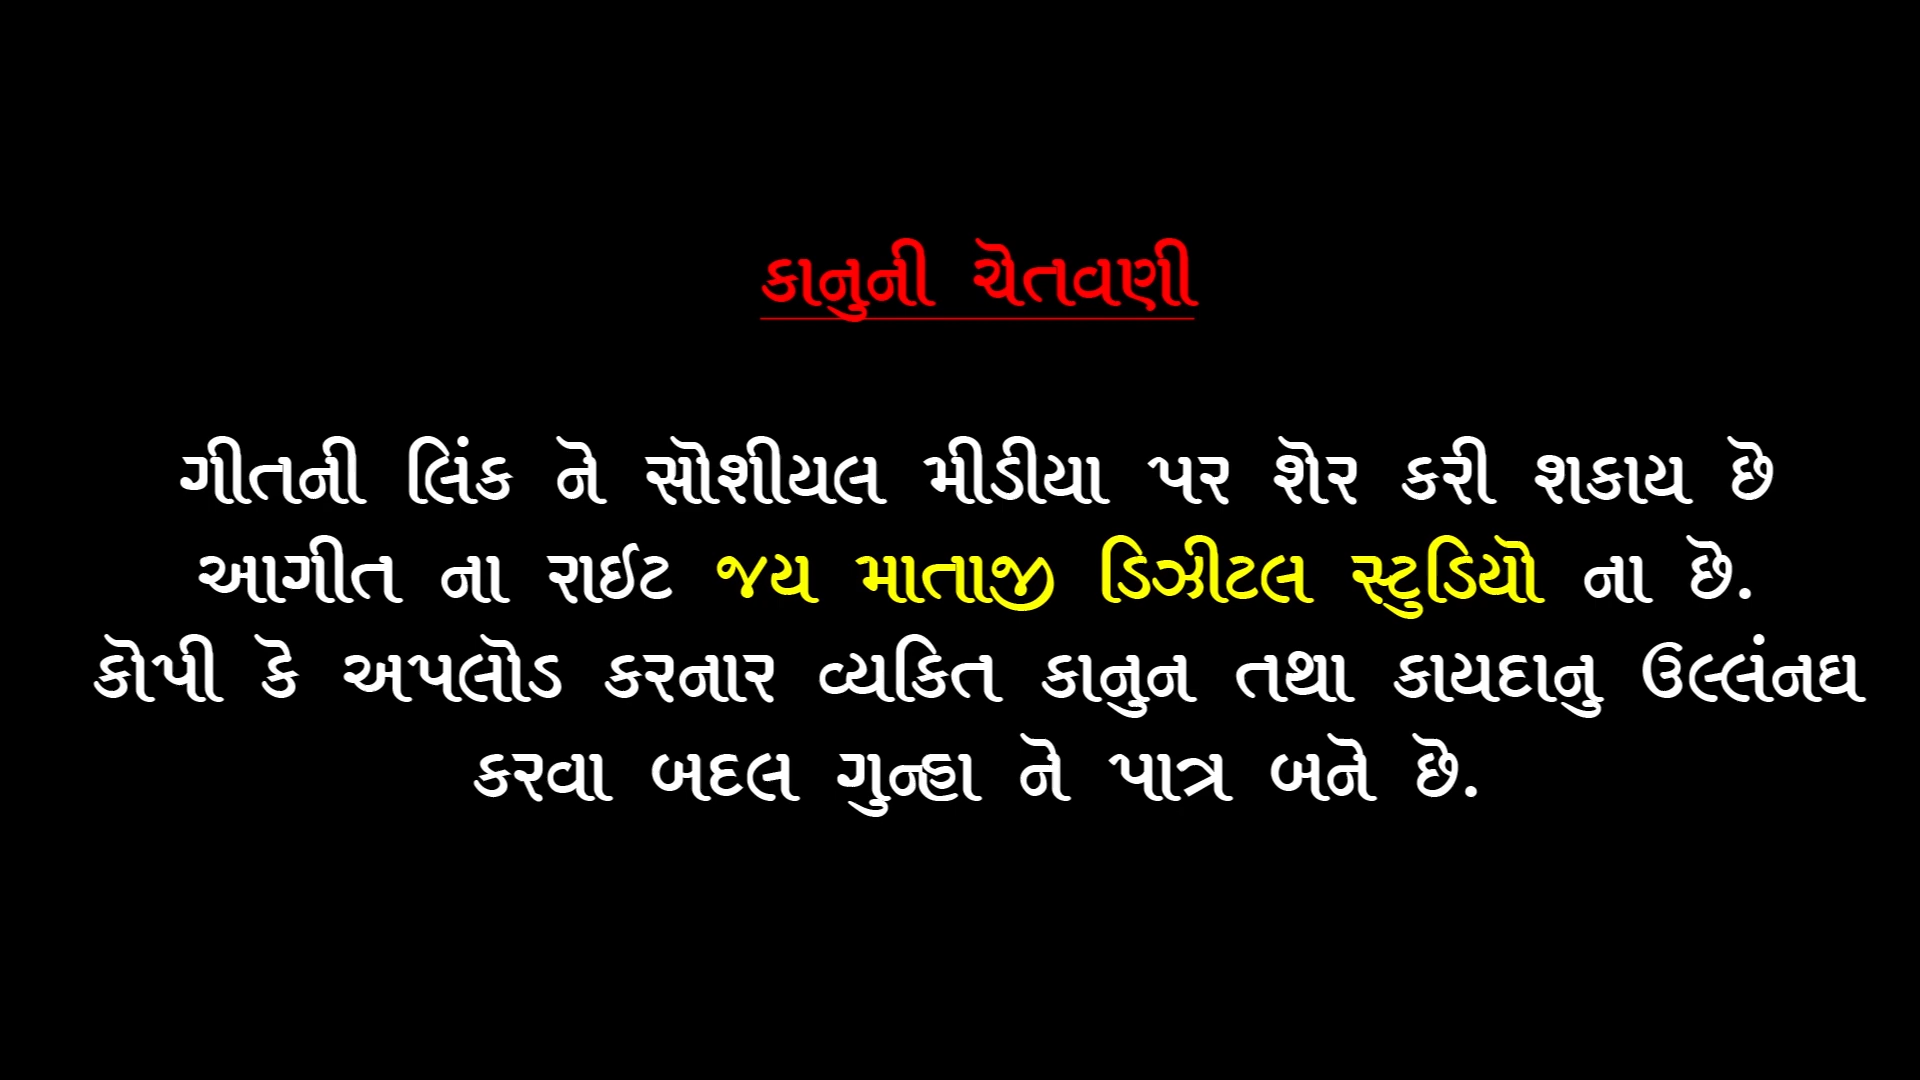 કાનુની ચેતવણી
ગીતની લિંક ને સોશીયલ મીડીયા પર શેર કરી શકાય છે
આગીત ના રાઈટ જય માતાજી ડિઝીટલ સ્ટુડિયો ના છે.
કોપી કે અપલોડ કરનાર વ્યકિત કાનુન તથા કાયદાનુ ઉલ્લંનઘ
કરવા બદલ ગુન્હા ને પાત્ર બને છે.